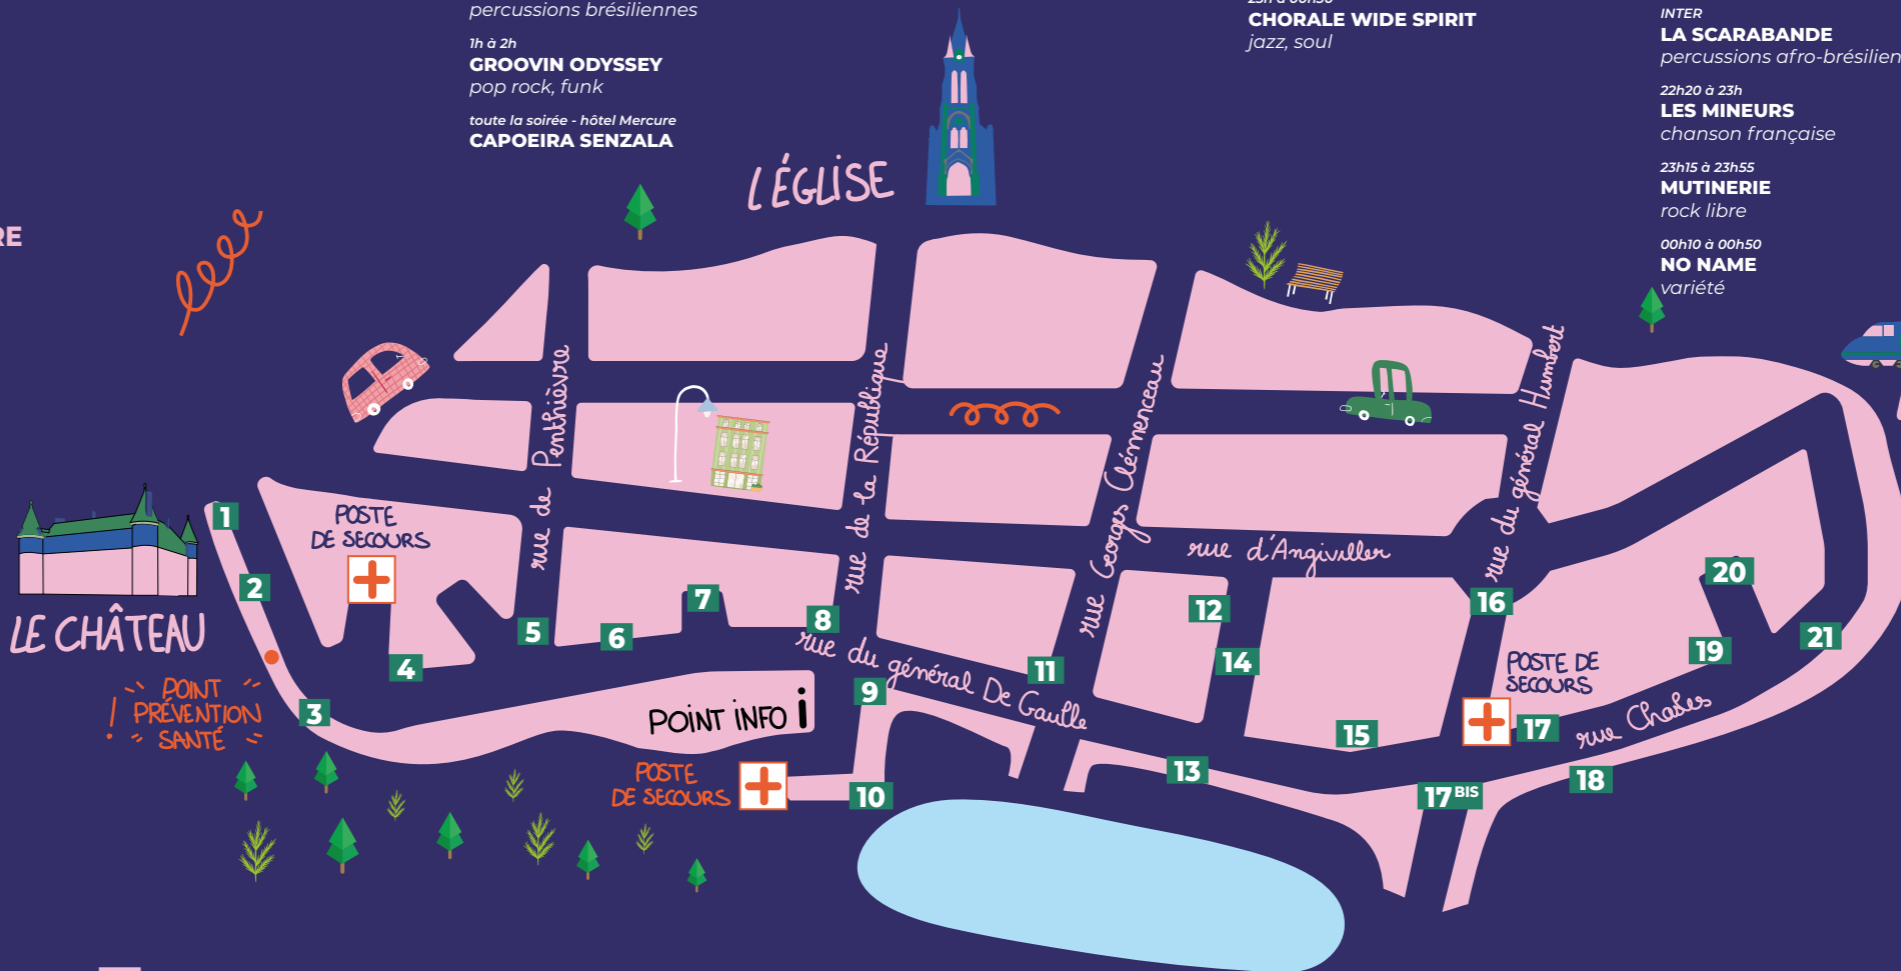 percussions brésiliennes
1h à 2h
GROOVIN ODYSSEY
pop rock, funk
toute la soirée - hôtel Mercure
CAPOEIRA SENZALA
CHORALE WIDE SPIRIT
jazz, soul
INTER
LA SCARABANDE
percussions afro-brésilien
22h20 à 23h
LES MINEURS
chanson française
23h15 à 23h55
MUTINERIE
rock libre
00h10 à 00h50
NO NAME
variété
RE
L'ÉGLISE
rue de Penthièvre
rue de la République
rue Georges Clémenceau
rue du général Humbert
rue d'Angiviller
LE CHÂTEAU
POSTE
DE SECOURS
1
2
3
4
5
6
7
8
rue du général De Gaulle
9
10
11
12
13
14
15
16
17
17 BIS
18
19
20
21
POSTE DE
SECOURS
rue Chasles
POINT INFO i
POINT
PRÉVENTION
SANTÉ
!
POSTE
DE SECOURS